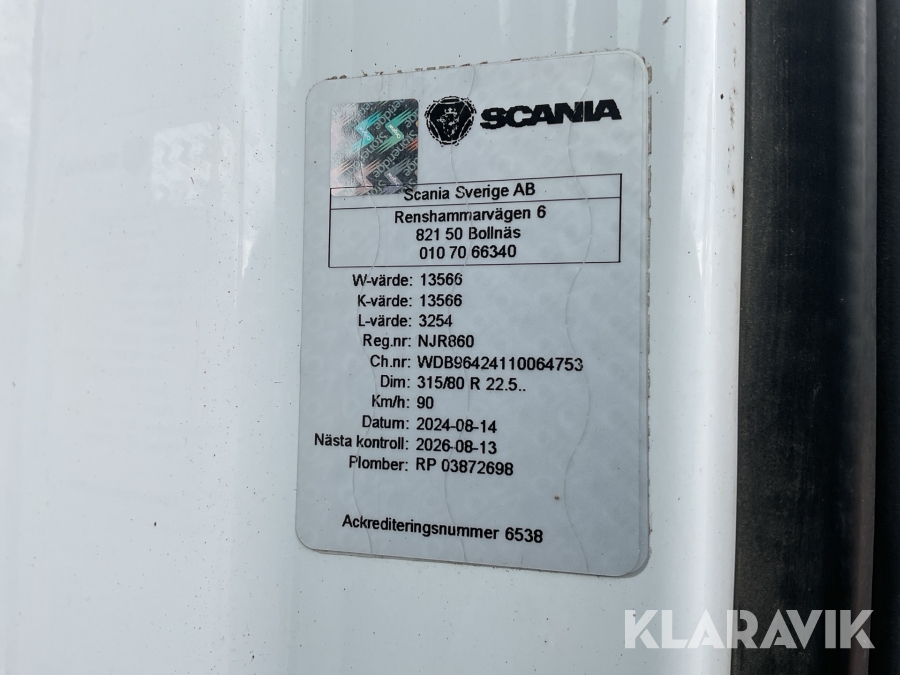 SCANIA
Stoneridge
Scania Sverige AB
Renshammarvägen 6
821 50 Bollnäs
010 70 66340
W-värde: 13566
K-värde: 13566
L-värde: 3254
Reg.nr: NJR860
Ch.nr: WDB96424110064753
Dim: 315/80 R 22.5..
Km/h: 90
Datum: 2024-08-14
Nästa kontroll: 2026-08-13
Plomber: RP 03872698
Ackrediteringsnummer 6538
KLARAVIK